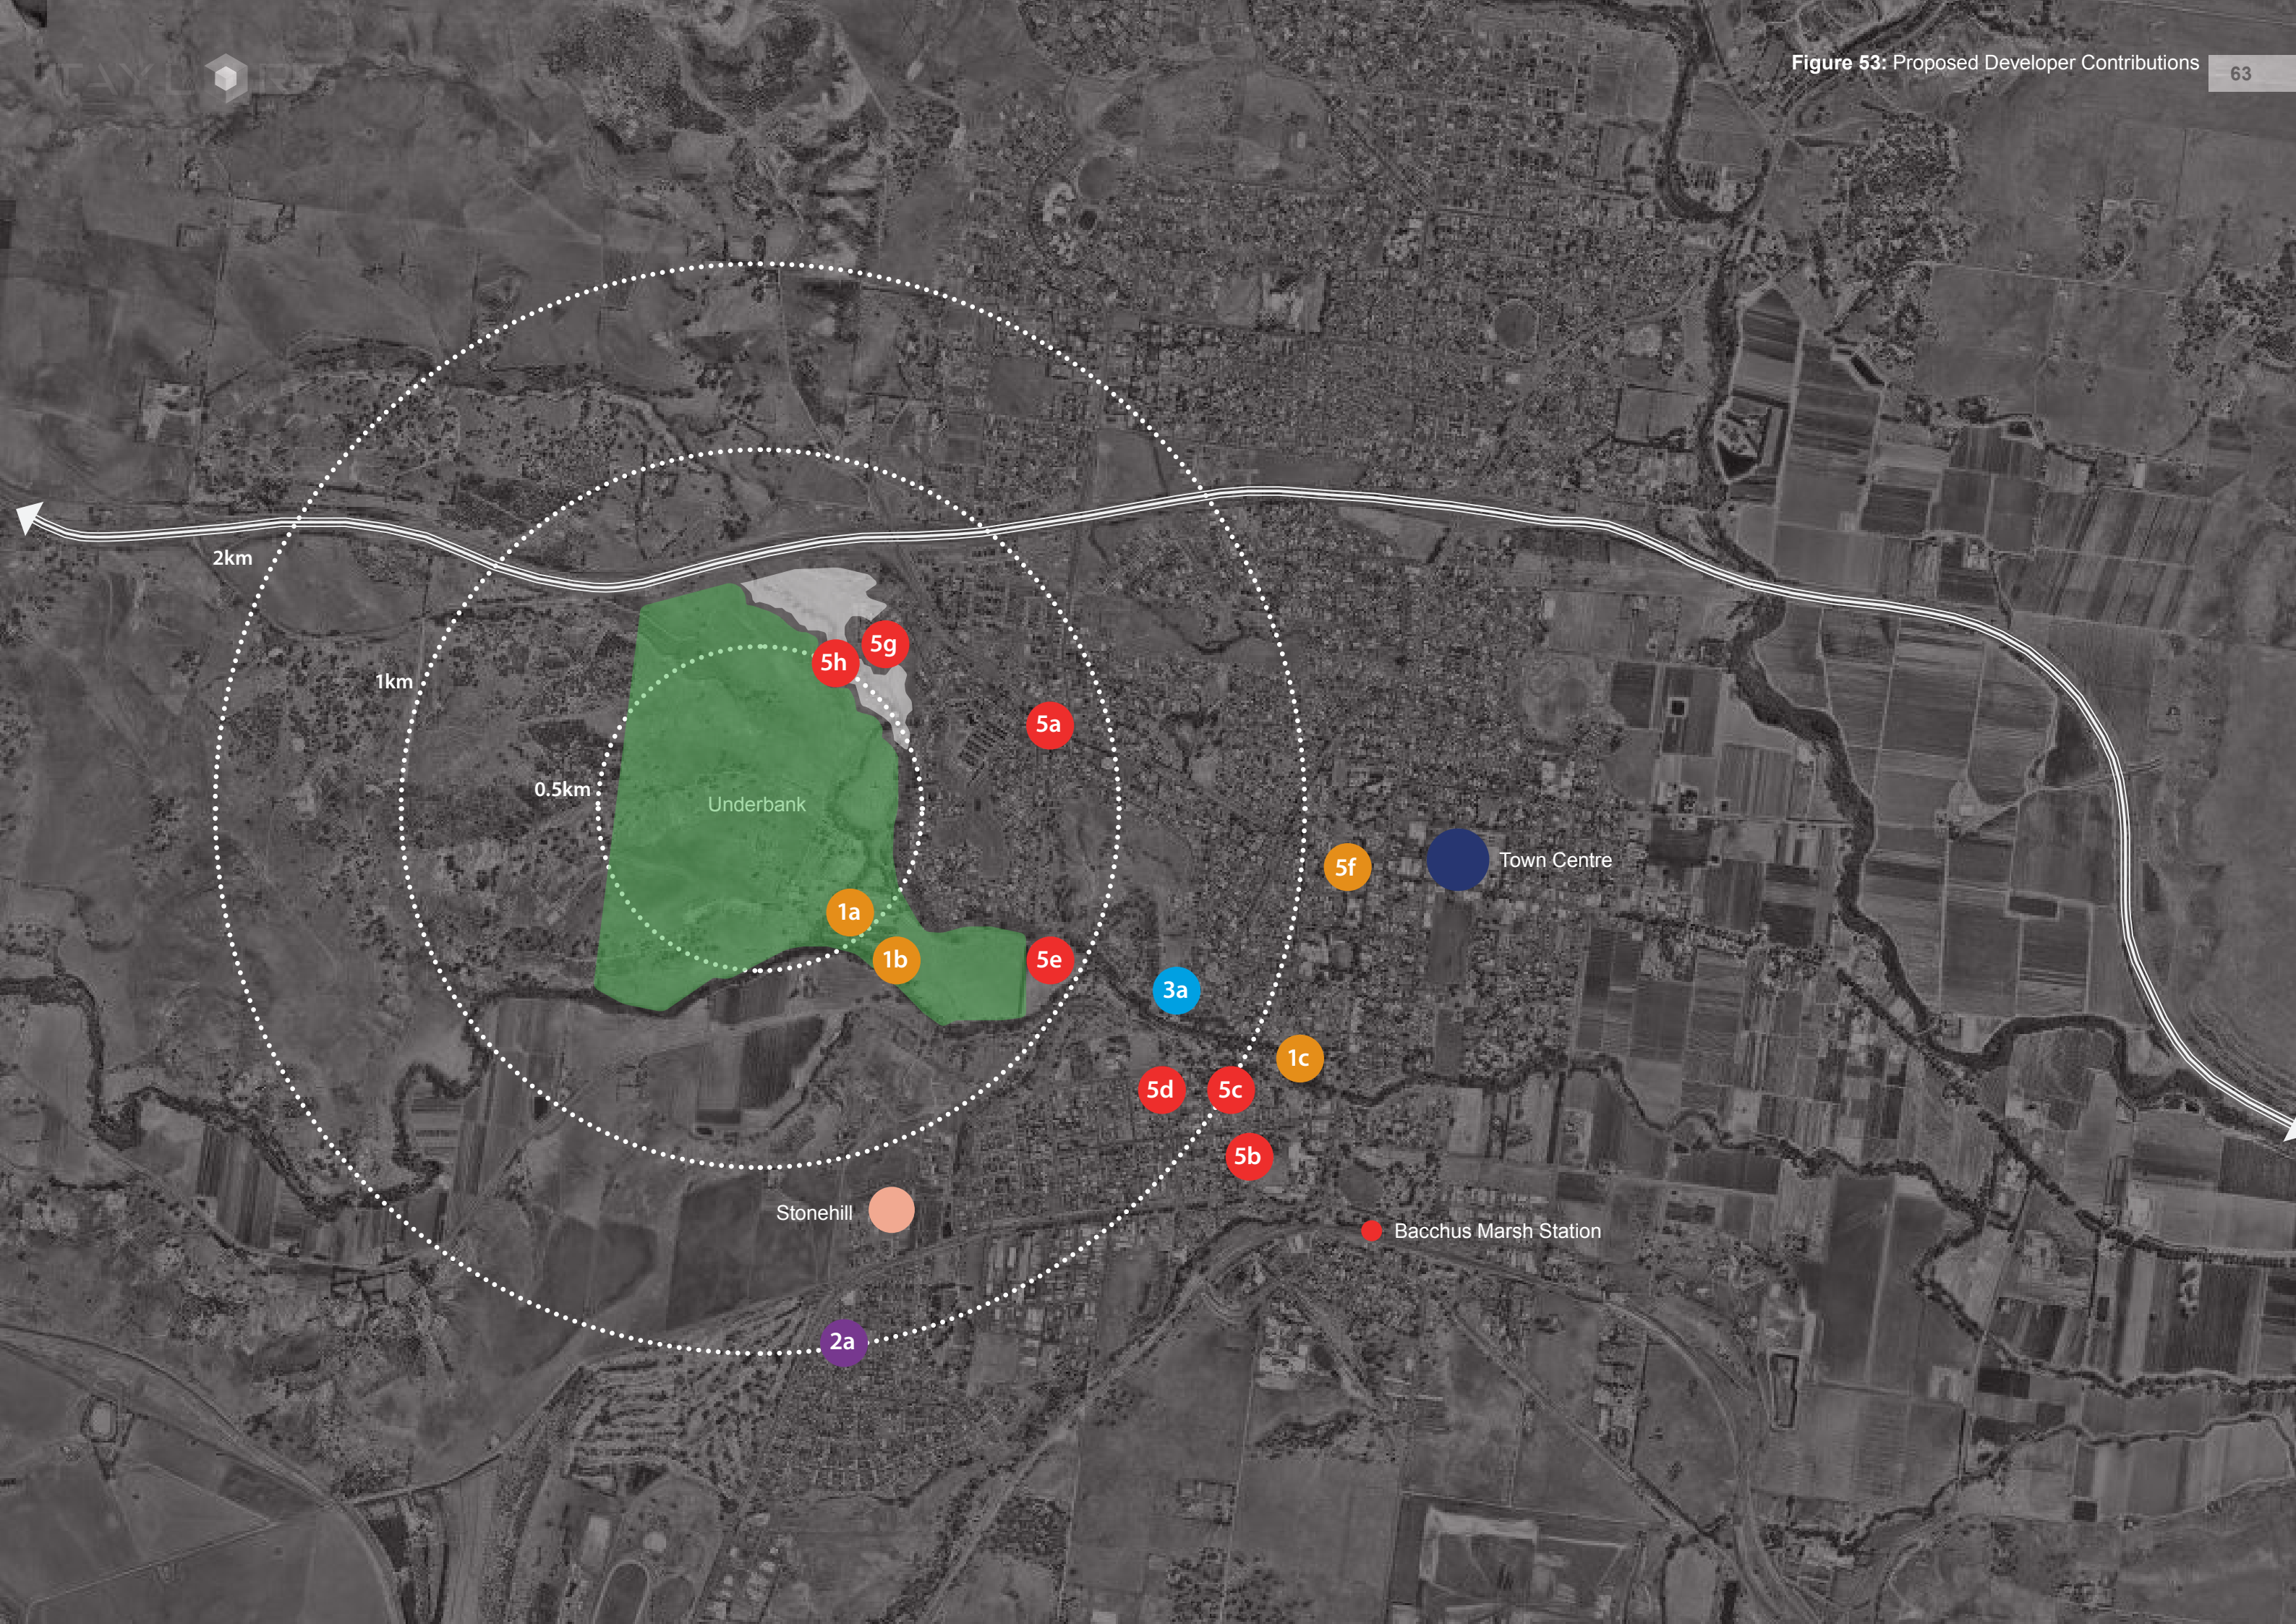 Figure 53: Proposed Developer Contributions
63
2km
1km
0.5km
5h
5g
5a
Underbank
5f
Town Centre
1a
1b
5e
3a
1c
5d
5c
5b
Stonehill
Bacchus Marsh Station
2a